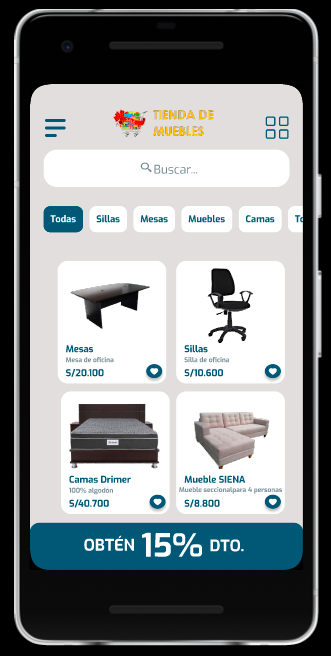 TIENDA DE
MUEBLES
Buscar...
Todas Sillas Mesas Muebles Camas To
Mesas
Mesa de oficina
S/20.100
Sillas
Silla de oficina
S/10.600
Camas Drimer
100% algodón
S/40.700
Mueble SIENA
Mueble seccionalpara 4 personas
S/8.800
OBTÉN 15% DTO.